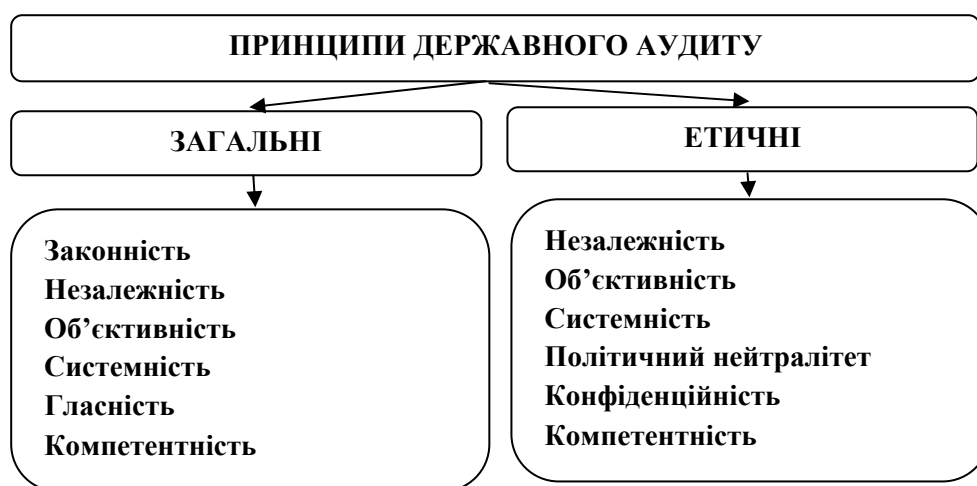 ПРИНЦИПИ ДЕРЖАВНОГО АУДИТУ
ЗАГАЛЬНІ
Законність
Незалежність
Об’єктивність
Системність
Гласність
Компетентність
ЕТИЧНІ
Незалежність
Об’єктивність
Системність
Політичний нейтралітет
Конфіденційність
Компетентність